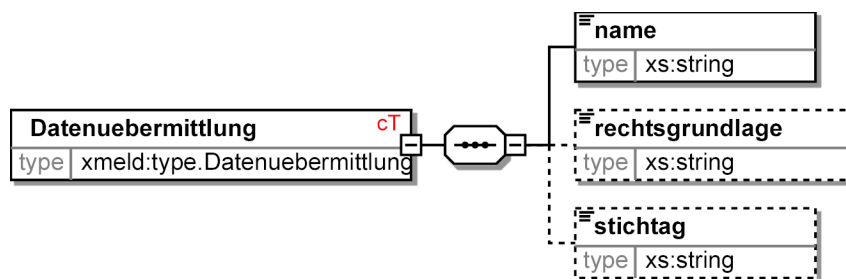 name
type xs:string
Datenuebermittlung cT
type xmeld:type.Datenuebermittlung
rechtsgrundlage
type xs:string
stichtag
type xs:string